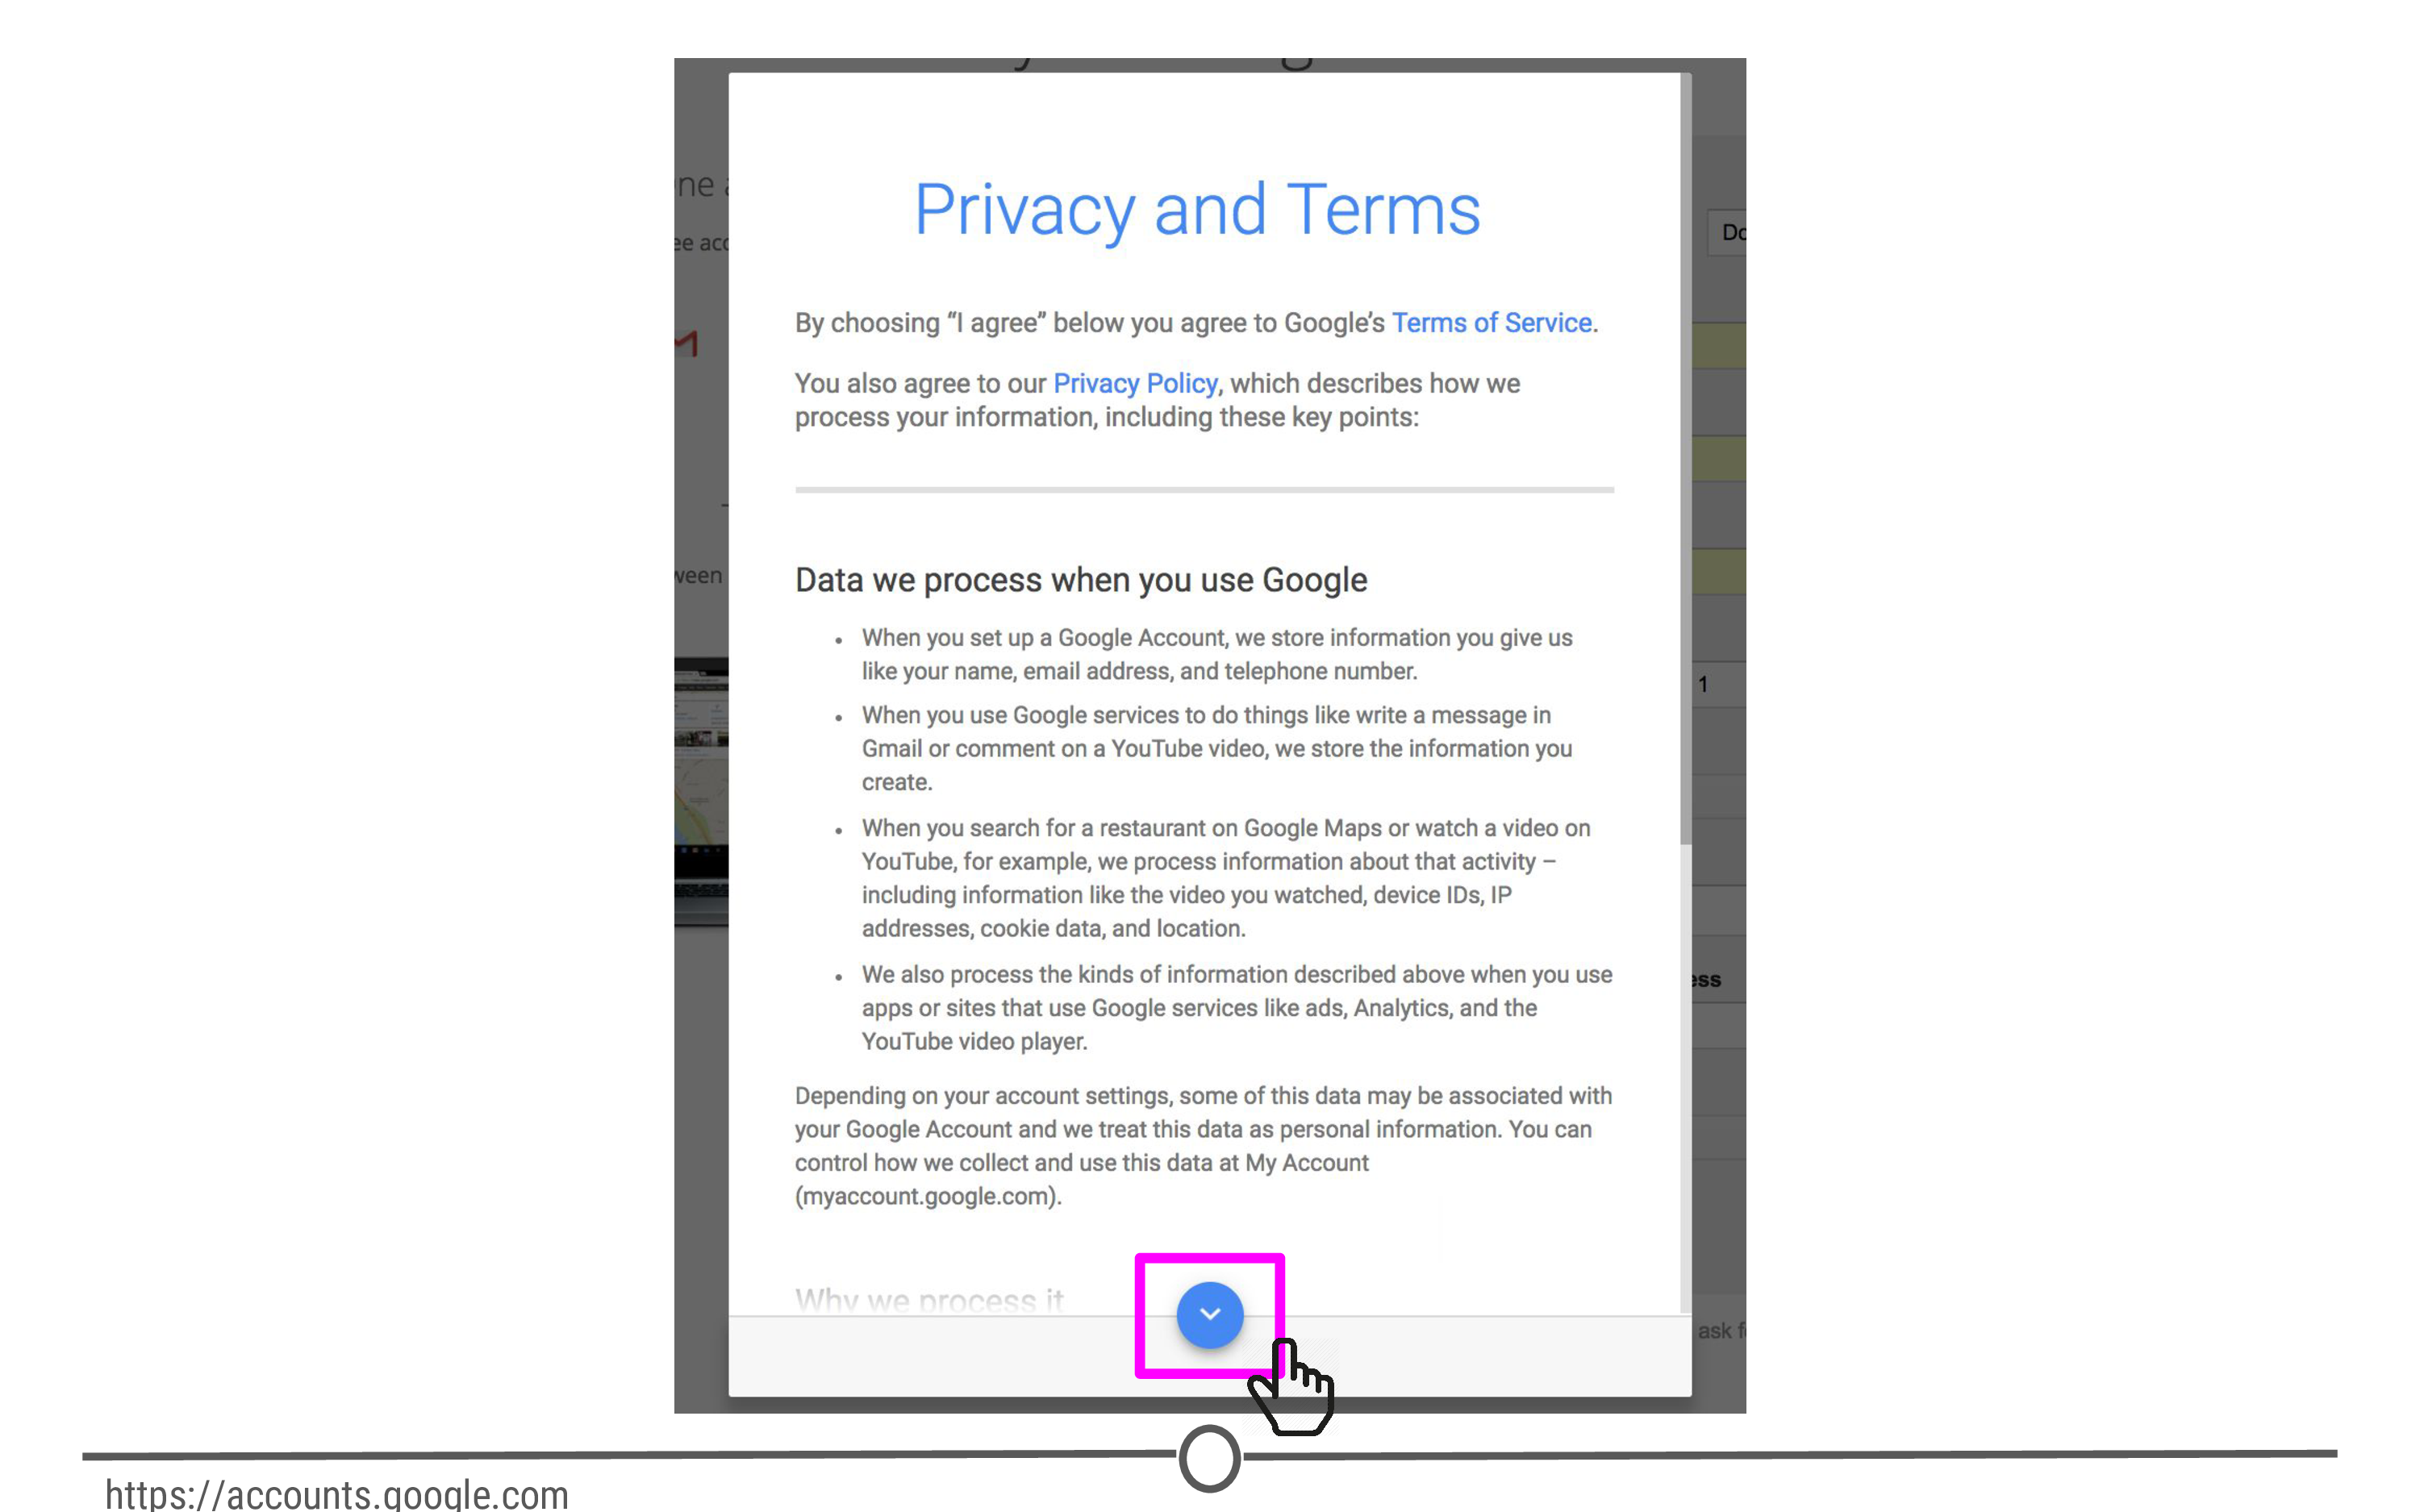 ne
ee acc
Do
Privacy and Terms
By choosing “I agree” below you agree to Google’s Terms of Service.
You also agree to our Privacy Policy, which describes how we
process your information, including these key points:
ween
Data we process when you use Google
• When you set up a Google Account, we store information you give us
like your name, email address, and telephone number.
1
• When you use Google services to do things like write a message in
Gmail or comment on a YouTube video, we store the information you
create.
• When you search for a restaurant on Google Maps or watch a video on
YouTube, for example, we process information about that activity –
including information like the video you watched, device IDs, IP
addresses, cookie data, and location.
• We also process the kinds of information described above when you use
apps or sites that use Google services like ads, Analytics, and the
YouTube video player.
ess
Depending on your account settings, some of this data may be associated with
your Google Account and we treat this data as personal information. You can
control how we collect and use this data at My Account
(myaccount.google.com).
Why we process it
ask f
https://accounts.google.com